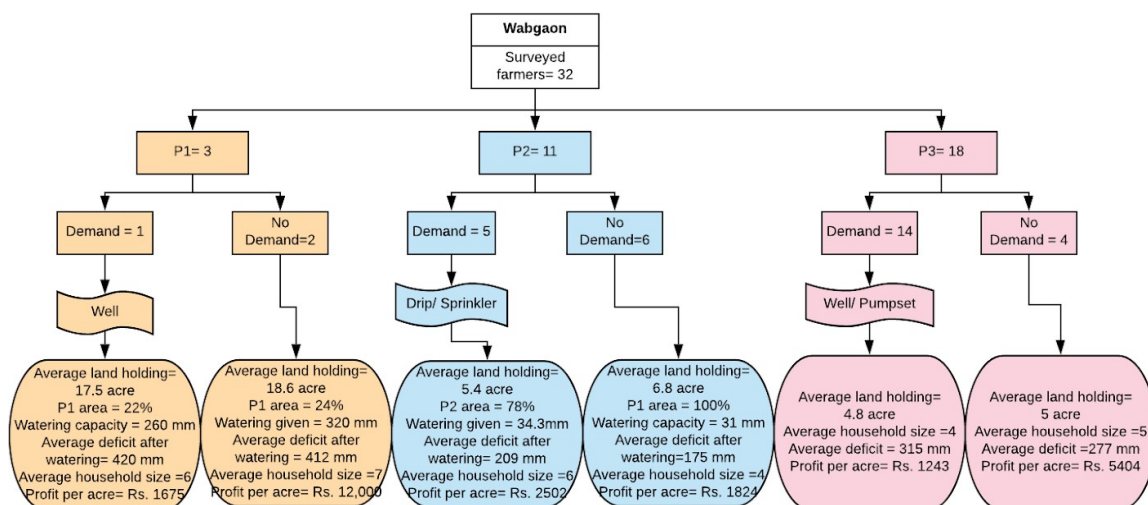 Wabgaon
Surveyed
farmers= 32
P1= 3
P2= 11
P3= 18
Demand = 1
No
Demand=2
Demand = 5
No
Demand=6
Demand = 14
No
Demand = 4
Well
Drip/ Sprinkler
Well/ Pumpset
Average land holding=
17.5 acre
P1 area = 22%
Watering capacity = 260 mm
Average deficit after
watering= 420 mm
Average household size =6
Profit per acre= Rs. 1675
Average land holding=
18.6 acre
P1 area = 24%
Watering given = 320 mm
Average deficit after
watering = 412 mm
Average household size =7
Profit per acre= Rs. 12,000
Average land holding=
5.4 acre
P2 area = 78%
Watering given = 34.3mm
Average deficit after
watering= 209 mm
Average household size =6
Profit per acre= Rs. 2502
Average land holding=
6.8 acre
P1 area = 100%
Watering capacity = 31 mm
Average deficit after
watering=175 mm
Average household size =4
Profit per acre= Rs. 1824
Average land holding=
4.8 acre
Average household size =4
Average deficit = 315 mm
Profit per acre= Rs. 1243
Average land holding=
5 acre
Average household size =5
Average deficit =277 mm
Profit per acre= Rs. 5404